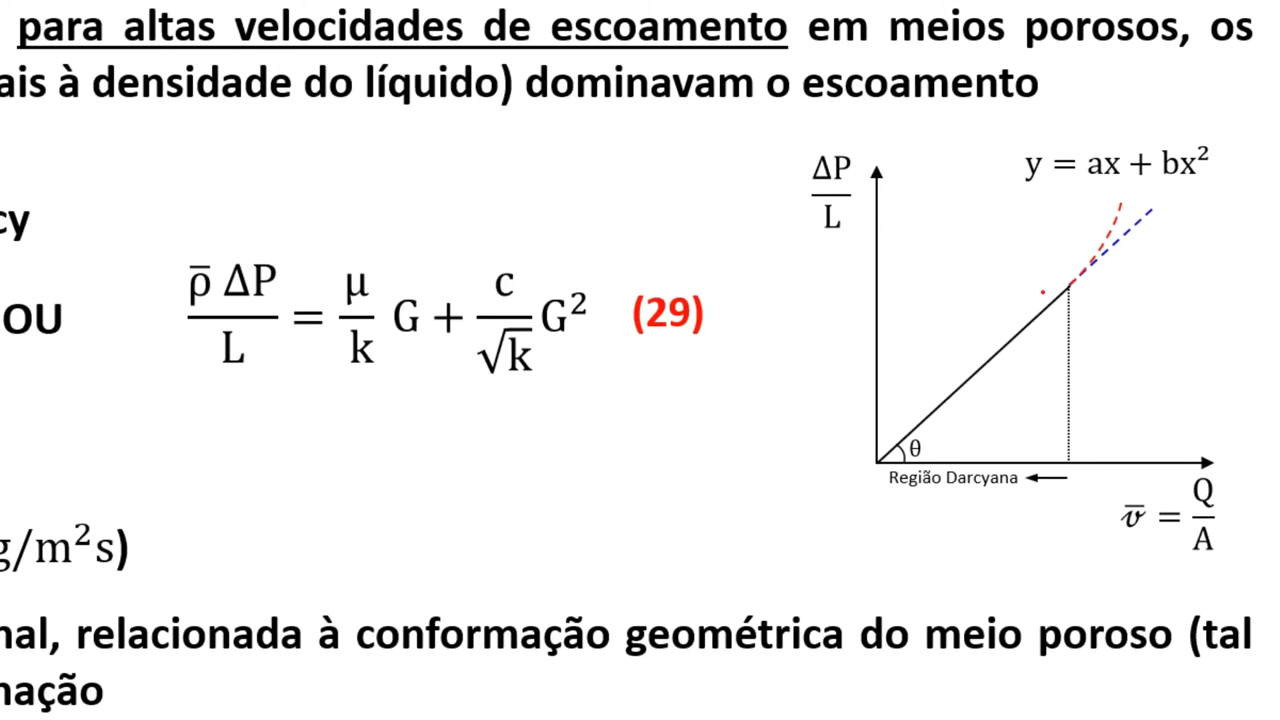 para altas velocidades de escoamento em meios porosos, os
ais à densidade do líquido) dominavam o escoamento
ΔP/L
y = ax + bx²
cy
OU
ρ̄ ΔP/L = μ/k G + c/√k G² (29)
θ
Região Darcyana
v̄ = Q/A
g/m²s)
nal, relacionada à conformação geométrica do meio poroso (tal
mação